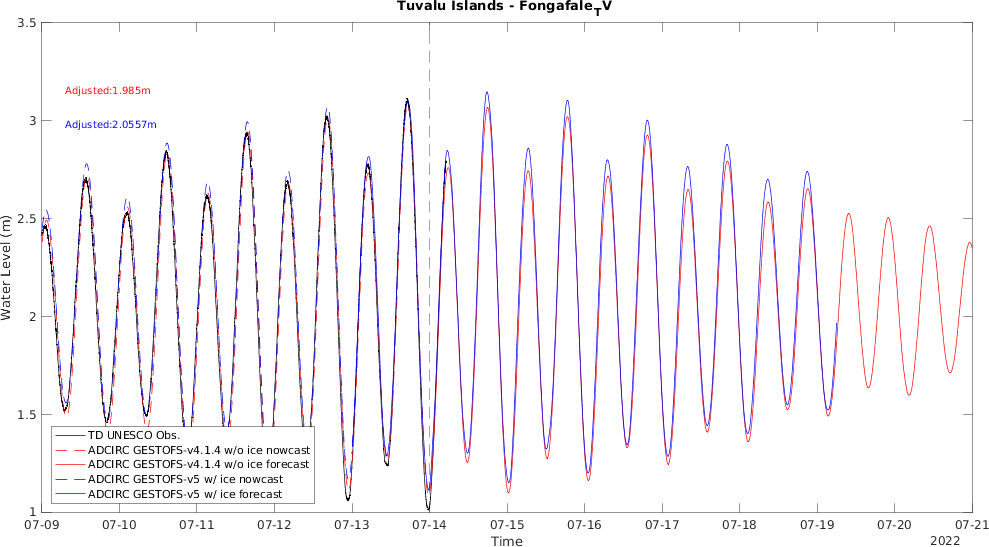 Tuvalu Islands - Fongafale_TV
3.5
Adjusted:1.985m
3
Adjusted:2.0557m
2.5
Water Level (m)
2
1.5
TD UNESCO Obs.
ADCIRC GESTOFS-v4.1.4 w/o ice nowcast
ADCIRC GESTOFS-v4.1.4 w/o ice forecast
ADCIRC GESTOFS-v5 w/ ice nowcast
ADCIRC GESTOFS-v5 w/ ice forecast
1
07-09 07-10 07-11 07-12 07-13 07-14 07-15 07-16 07-17 07-18 07-19 07-20 07-21
Time
2022